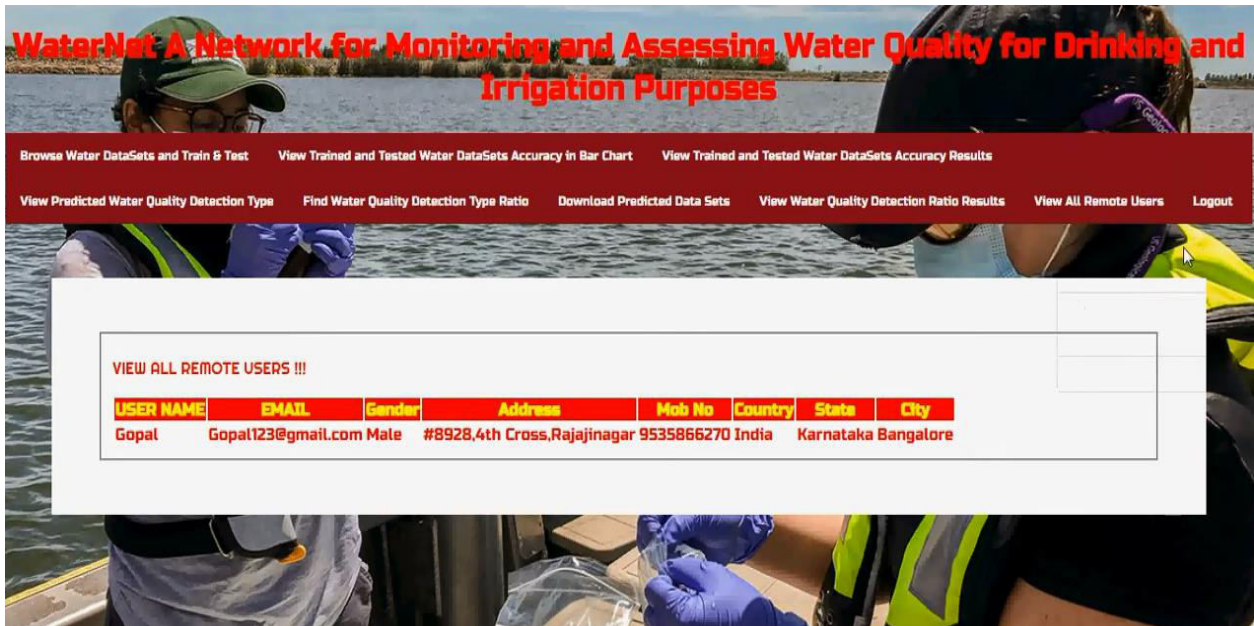 WaterNet A Network for Monitoring and Assessing Water Quality for Drinking and
Irrigation Purposes
Browse Water DataSets and Train & Test View Trained and Tested Water DataSets Accuracy in Bar Chart View Trained and Tested Water DataSets Accuracy Results
View Predicted Water Quality Detection Type Find Water Quality Detection Type Ratio Download Predicted Data Sets View Water Quality Detection Ratio Results View All Remote Users Logout
VIEW ALL REMOTE USERS !!!
USER NAME EMAIL Gender Address Mob No Country State City
Gopal Gopal123@gmail.com Male #8928,4th Cross,Rajajinagar 9535866270 India Karnataka Bangalore